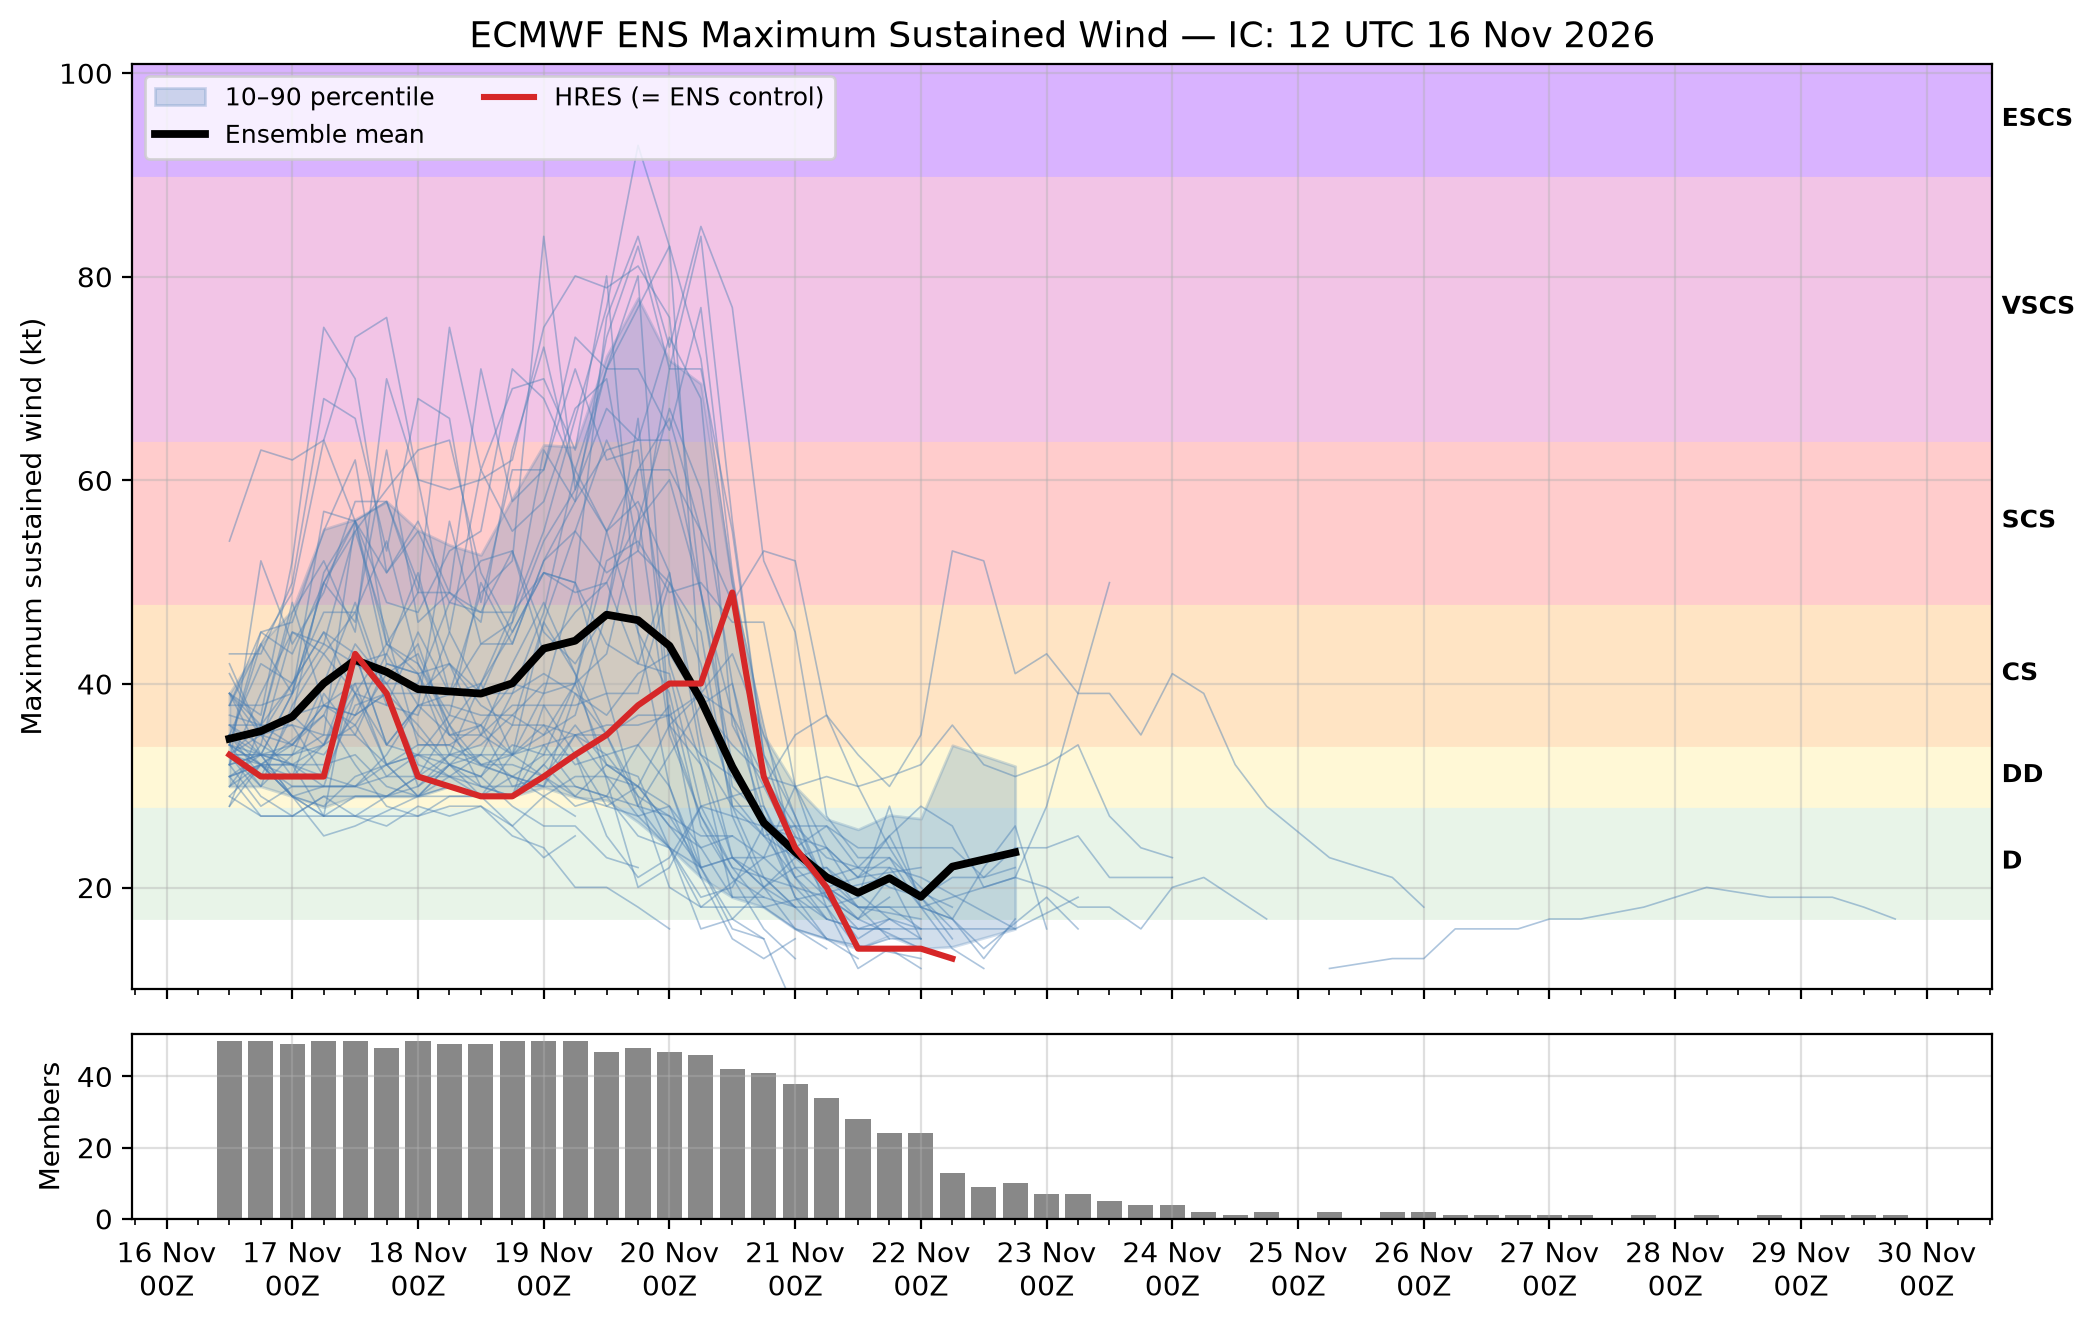 ECMWF ENS Maximum Sustained Wind — IC: 12 UTC 16 Nov 2026
10–90 percentile
Ensemble mean
HRES (= ENS control)
Maximum sustained wind (kt)
100
80
60
40
20
ESCS
VSCS
SCS
CS
DD
D
Members
40
20
0
16 Nov 17 Nov 18 Nov 19 Nov 20 Nov 21 Nov 22 Nov 23 Nov 24 Nov 25 Nov 26 Nov 27 Nov 28 Nov 29 Nov 30 Nov
00Z 00Z 00Z 00Z 00Z 00Z 00Z 00Z 00Z 00Z 00Z 00Z 00Z 00Z 00Z